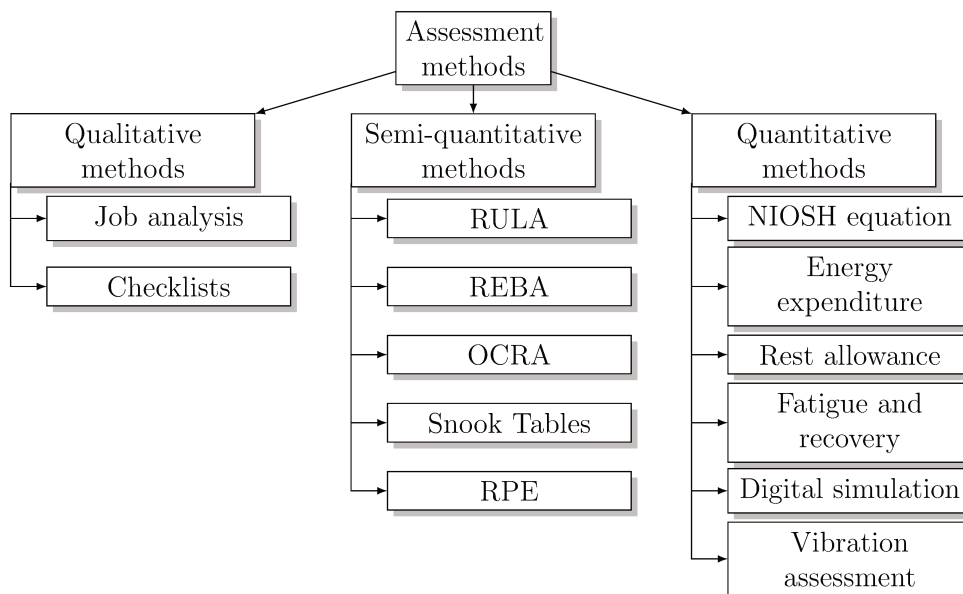 Assessment
methods
Qualitative
methods
Job analysis
Checklists
Semi-quantitative
methods
RULA
REBA
OCRA
Snook Tables
RPE
Quantitative
methods
NIOSH equation
Energy
expenditure
Rest allowance
Fatigue and
recovery
Digital simulation
Vibration
assessment